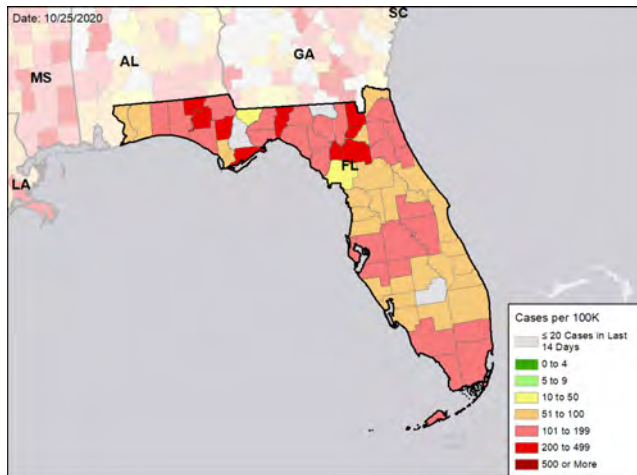 Date: 10/25/2020
SC
AL
GA
MS
FL
LA
Cases per 100K
≤ 20 Cases in Last
14 Days
0 to 4
5 to 9
10 to 50
51 to 100
101 to 199
200 to 499
500 or More